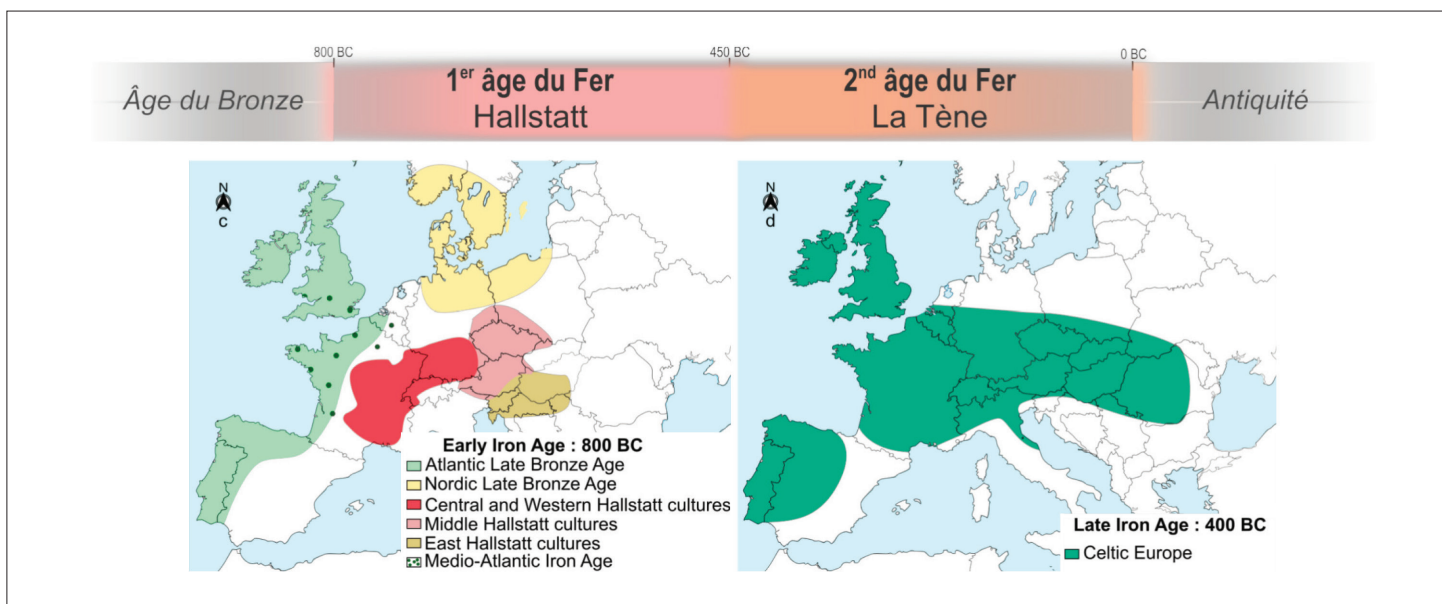 800 BC
450 BC
0 BC
Âge du Bronze
1er âge du Fer
Hallstatt
2nd âge du Fer
La Tène
Antiquité
N
c
Early Iron Age : 800 BC
Atlantic Late Bronze Age
Nordic Late Bronze Age
Central and Western Hallstatt cultures
Middle Hallstatt cultures
East Hallstatt cultures
Medio-Atlantic Iron Age
N
d
Late Iron Age : 400 BC
Celtic Europe